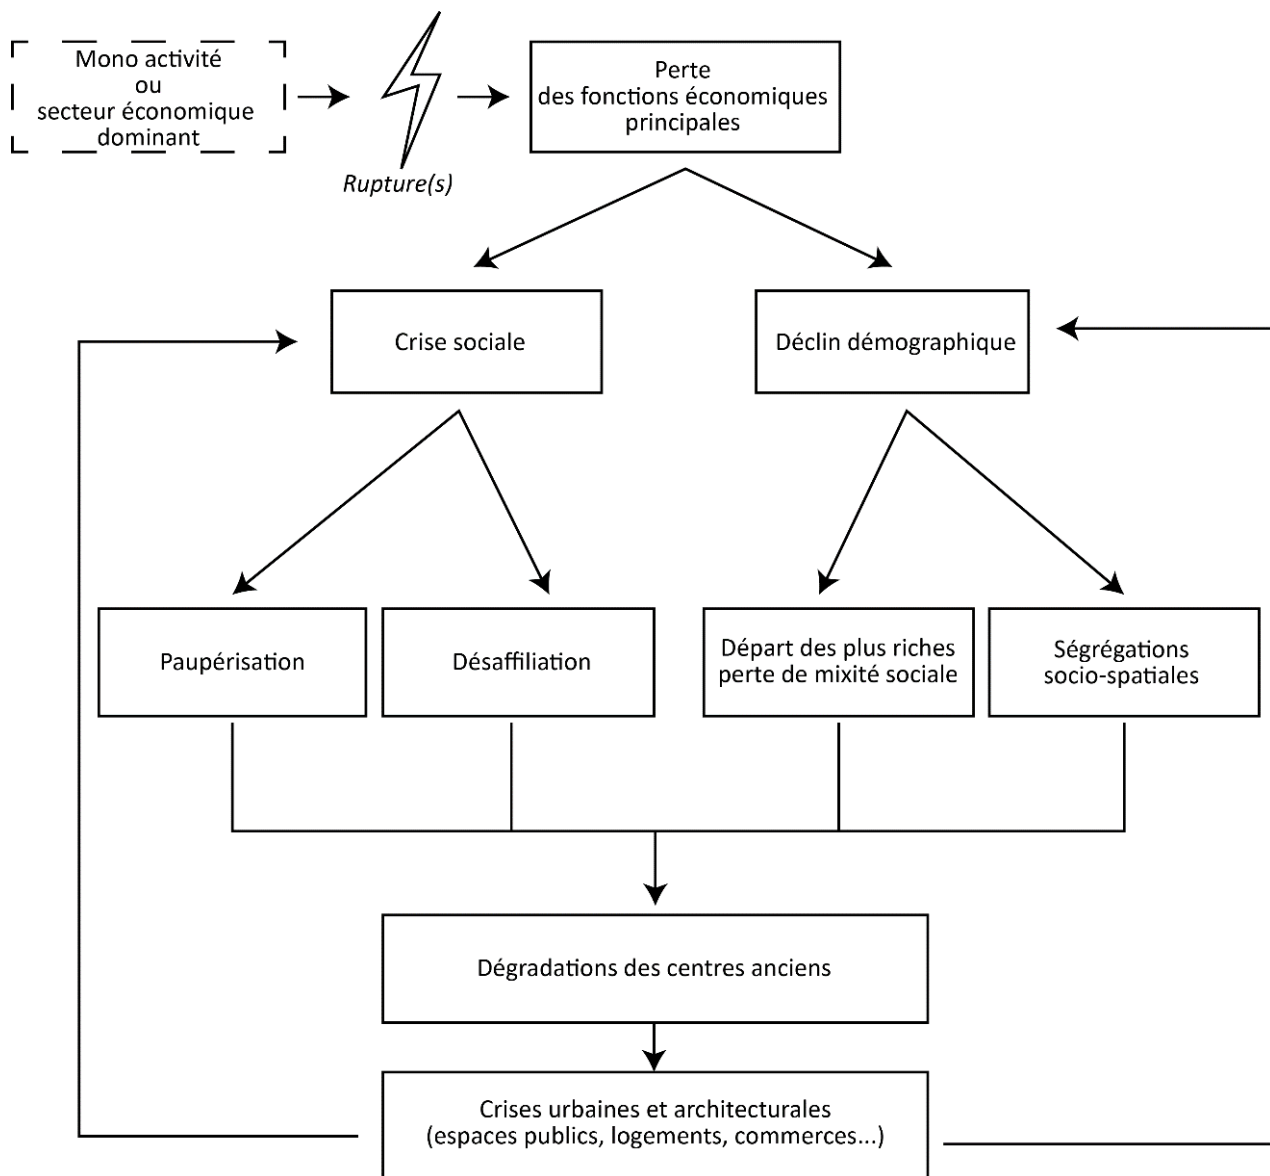 Mono activité
ou
secteur économique
dominant
Rupture(s)
Perte
des fonctions économiques
principales
Crise sociale
Déclin démographique
Paupérisation
Désaffiliation
Départ des plus riches
perte de mixité sociale
Ségrégations
socio-spatiales
Dégradations des centres anciens
Crises urbaines et architecturales
(espaces publics, logements, commerces...)